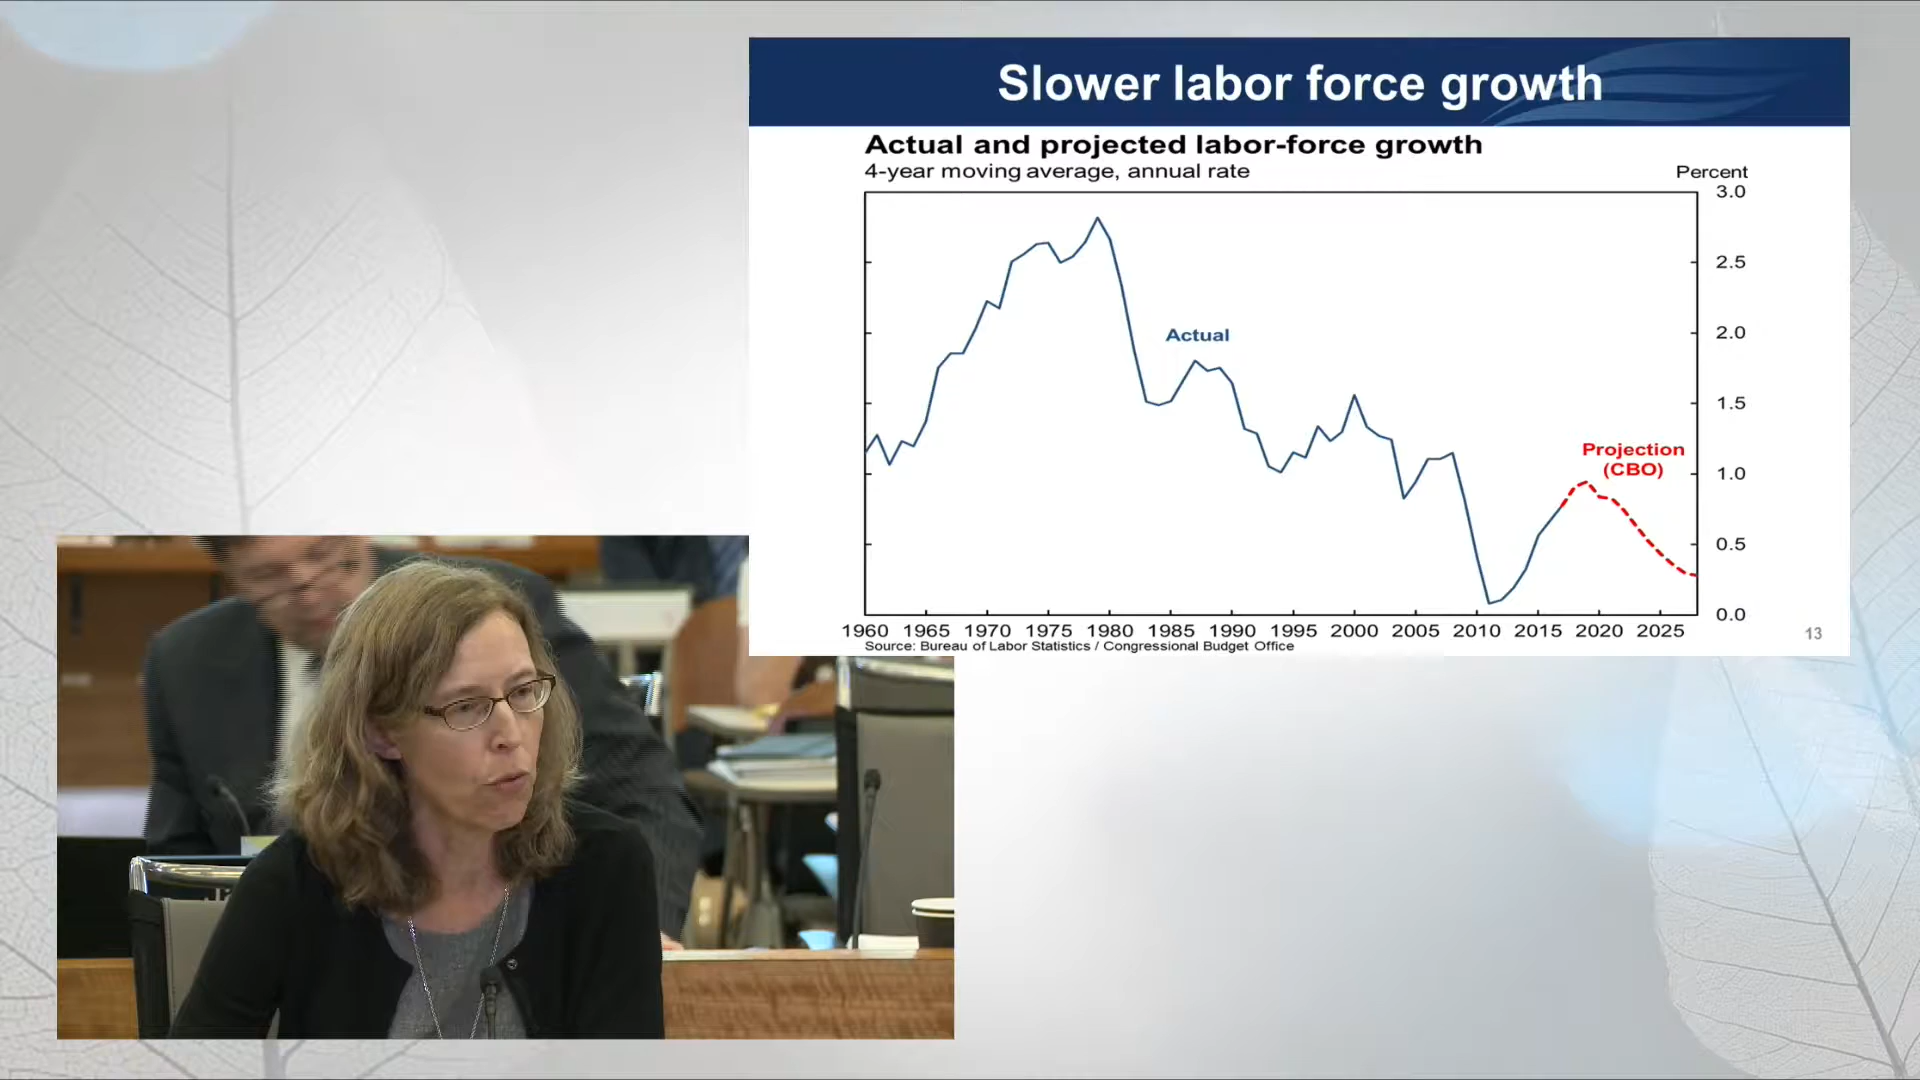 Slower labor force growth
Actual and projected labor-force growth
4-year moving average, annual rate
Percent
3.0
2.5
2.0
1.5
1.0
0.5
0.0
Actual
Projection
(CBO)
1960 1965 1970 1975 1980 1985 1990 1995 2000 2005 2010 2015 2020 2025
Source: Bureau of Labor Statistics / Congressional Budget Office
13